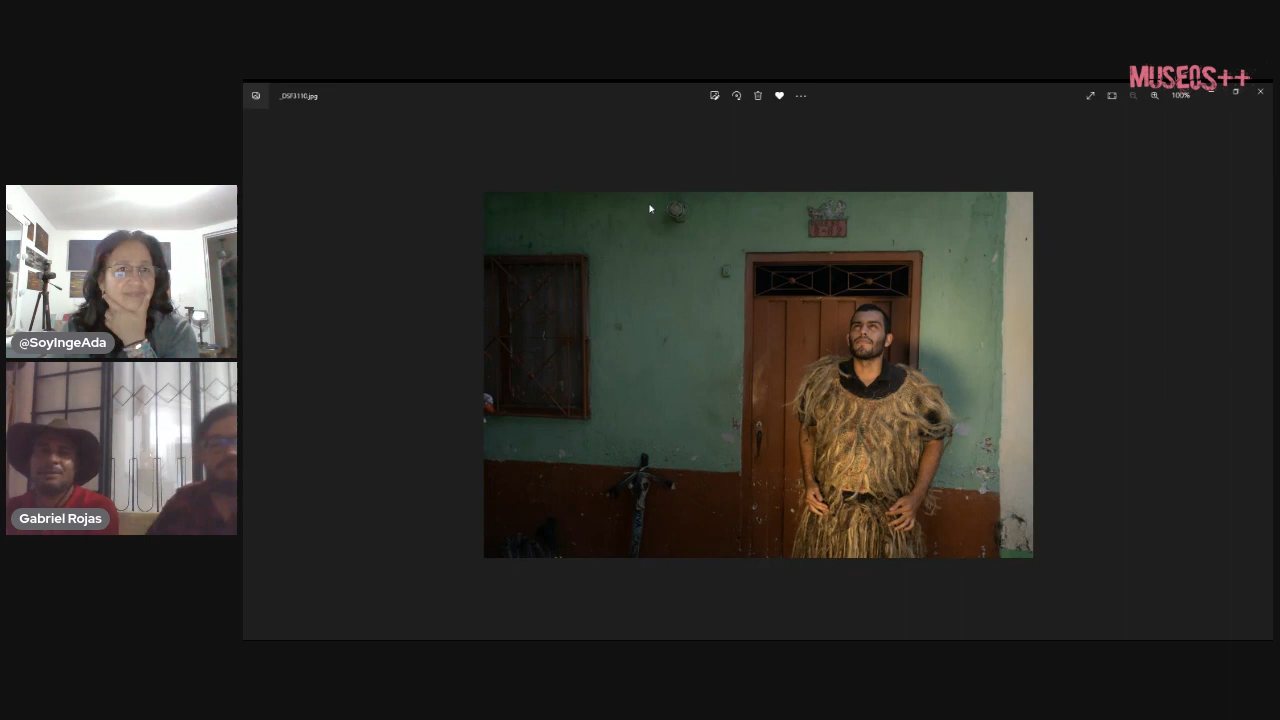 MUSEOS++
_DSF3110.jpg
100%
@SoyIngeAda
Gabriel Rojas